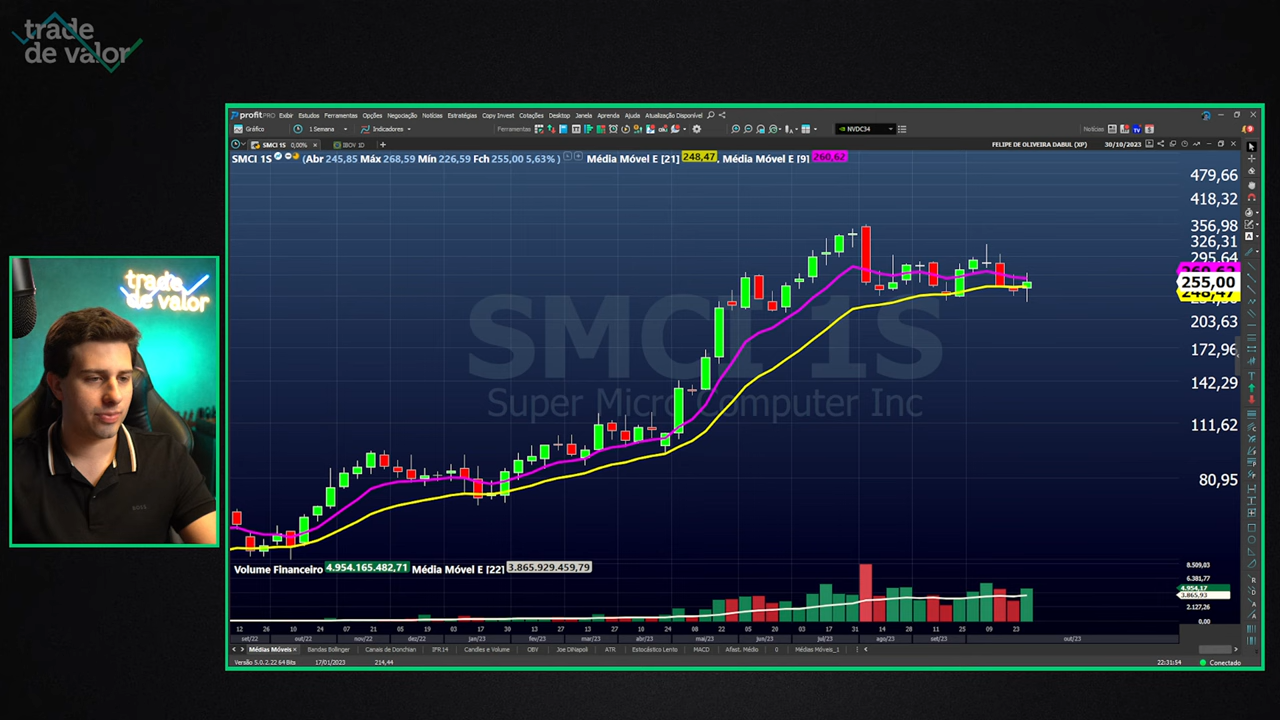 trade
de valor
profitPRO Exibir Estudos Ferramentas Opções Negociação Notícias Estratégias Copy Invest Cotações Desktop Janela Aprenda Ajuda Atualização Disponível
Gráfico 1 Semana Indicadores Ferramentas NVDC34 Notícias
SMCI 1S 0,00% IBOV 1D
SMCI 1S (Abr 245,85 Máx 268,59 Mín 226,59 Fch 255,00 5,63% ) Média Móvel E [21] 248,47, Média Móvel E [9] 260,62
FELIPE DE OLIVEIRA DABUL (XP) 30/10/2023
479,66
418,32
356,98
326,31
295,64
260,62
255,00
248,47
203,63
172,96
142,29
111,62
80,95
SMCI 1S
Super Micro Computer Inc
trade
de valor
Volume Financeiro 4.954.165.482,71 Média Móvel E [22] 3.865.929.459,79
8.509,03
6.381,77
4.954,17
3.865,93
2.127,26
0,00
12 26 10 24 07 21 05 19 03 17 30 13 27 13 27 10 24 08 22 05 19 03 17 31 14 28 11 25 09 23
set/22 out/22 nov/22 dez/22 jan/23 fev/23 mar/23 abr/23 mai/23 jun/23 jul/23 ago/23 set/23 out/23
Médias Móveis Bandas Bollinger Canais de Donchian IFR14 Candles e Volume OBV Joe DiNapoli ATR Estocástico Lento MACD Afast. Médio 0 Médias Móveis_1
Versão 5.0.2.22 64 Bits 17/01/2023 214,44 22:31:54 Conectado